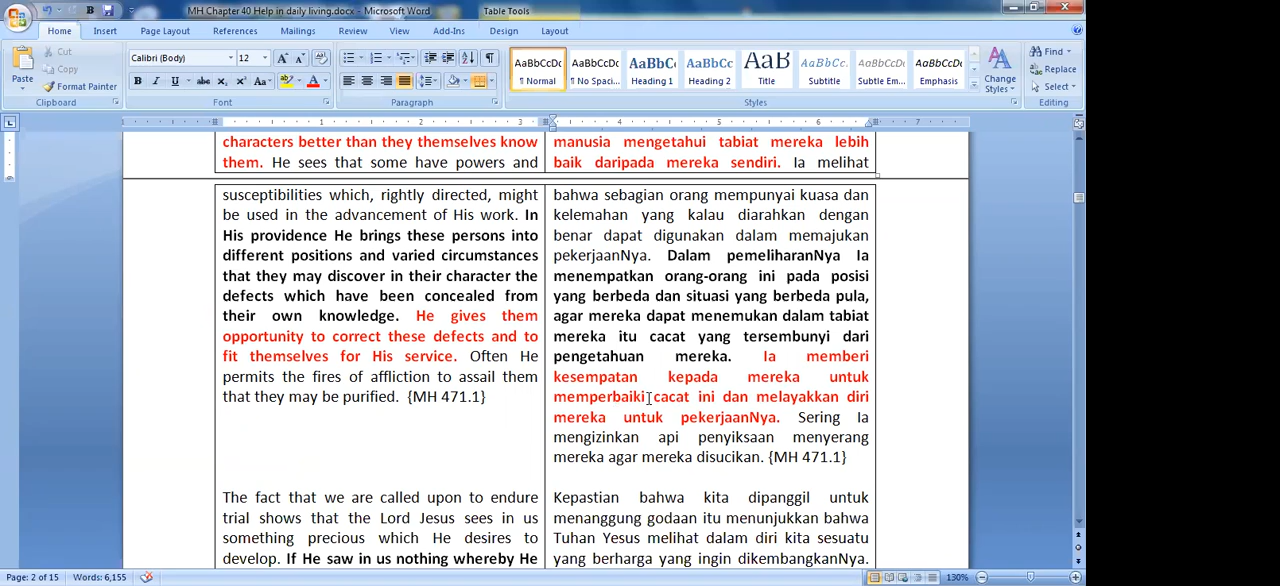 MH Chapter 40 Help in daily living.docx - Microsoft Word
Table Tools
Home Insert Page Layout References Mailings Review View Add-Ins Design Layout
Paste
Cut
Copy
Format Painter
Clipboard
Calibri (Body) 12
Font
Paragraph
AaBbCcDc AaBbCcDc AaBbC AaBbCc AaB AaBbCc. AaBbCcDc AaBbCcDc
¶ Normal ¶ No Spaci... Heading 1 Heading 2 Title Subtitle Subtle Em... Emphasis
Styles
Change
Styles
Find
Replace
Select
Editing
1 2 3 4 5 6 7
characters better than they themselves know
them. He sees that some have powers and
susceptibilities which, rightly directed, might
be used in the advancement of His work. In
His providence He brings these persons into
different positions and varied circumstances
that they may discover in their character the
defects which have been concealed from
their own knowledge. He gives them
opportunity to correct these defects and to
fit themselves for His service. Often He
permits the fires of affliction to assail them
that they may be purified. {MH 471.1}
The fact that we are called upon to endure
trial shows that the Lord Jesus sees in us
something precious which He desires to
develop. If He saw in us nothing whereby He
manusia mengetahui tabiat mereka lebih
baik daripada mereka sendiri. Ia melihat
bahwa sebagian orang mempunyai kuasa dan
kelemahan yang kalau diarahkan dengan
benar dapat digunakan dalam memajukan
pekerjaanNya. Dalam pemeliharanNya Ia
menempatkan orang-orang ini pada posisi
yang berbeda dan situasi yang berbeda pula,
agar mereka dapat menemukan dalam tabiat
mereka itu cacat yang tersembunyi dari
pengetahuan mereka. Ia memberi
kesempatan kepada mereka untuk
memperbaiki cacat ini dan melayakkan diri
mereka untuk pekerjaanNya. Sering Ia
mengizinkan api penyiksaan menyerang
mereka agar mereka disucikan. {MH 471.1}
Kepastian bahwa kita dipanggil untuk
menanggung godaan itu menunjukkan bahwa
Tuhan Yesus melihat dalam diri kita sesuatu
yang berharga yang ingin dikembangkanNya.
Page: 2 of 15 Words: 6,155 130%